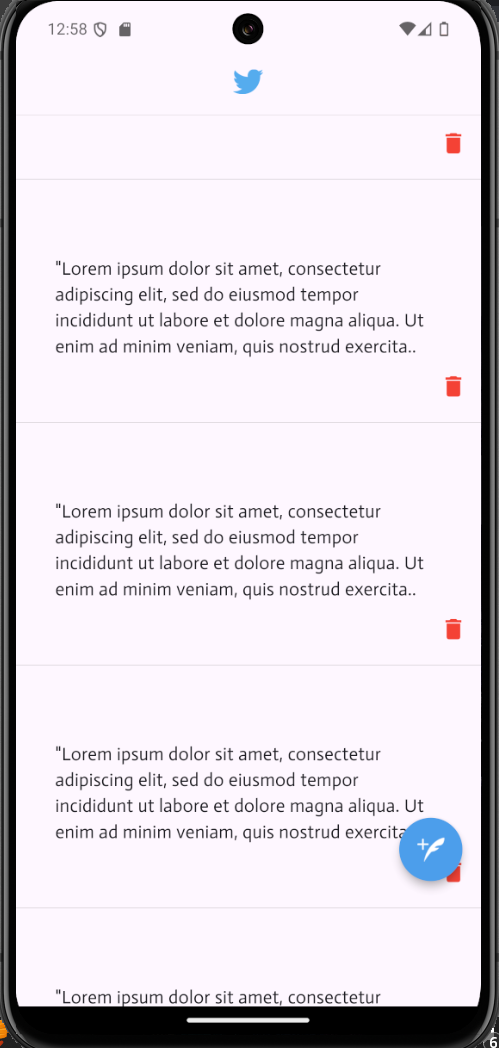 12:58
"Lorem ipsum dolor sit amet, consectetur
adipiscing elit, sed do eiusmod tempor
incididunt ut labore et dolore magna aliqua. Ut
enim ad minim veniam, quis nostrud exercita..
"Lorem ipsum dolor sit amet, consectetur
adipiscing elit, sed do eiusmod tempor
incididunt ut labore et dolore magna aliqua. Ut
enim ad minim veniam, quis nostrud exercita..
"Lorem ipsum dolor sit amet, consectetur
adipiscing elit, sed do eiusmod tempor
incididunt ut labore et dolore magna aliqua. Ut
enim ad minim veniam, quis nostrud exercita
"Lorem ipsum dolor sit amet, consectetur
6